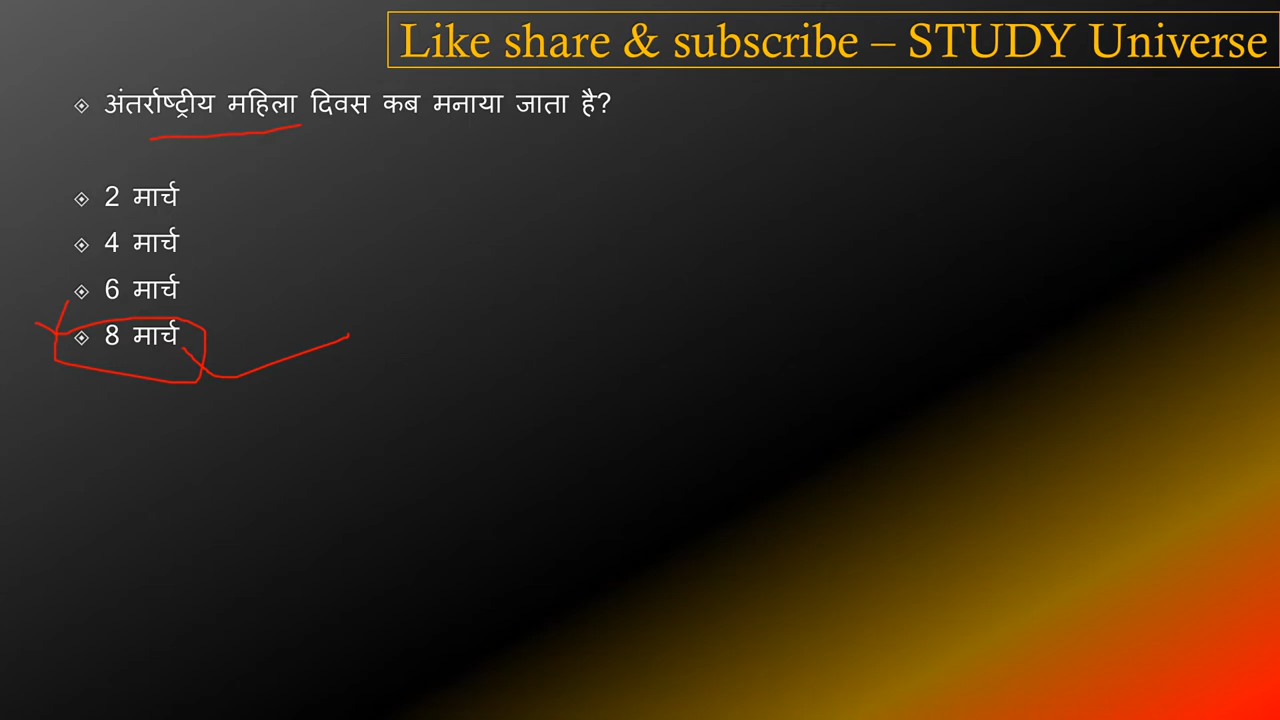 Like share & subscribe – STUDY Universe
अंतर्राष्ट्रीय महिला दिवस कब मनाया जाता है?
2 मार्च
4 मार्च
6 मार्च
8 मार्च